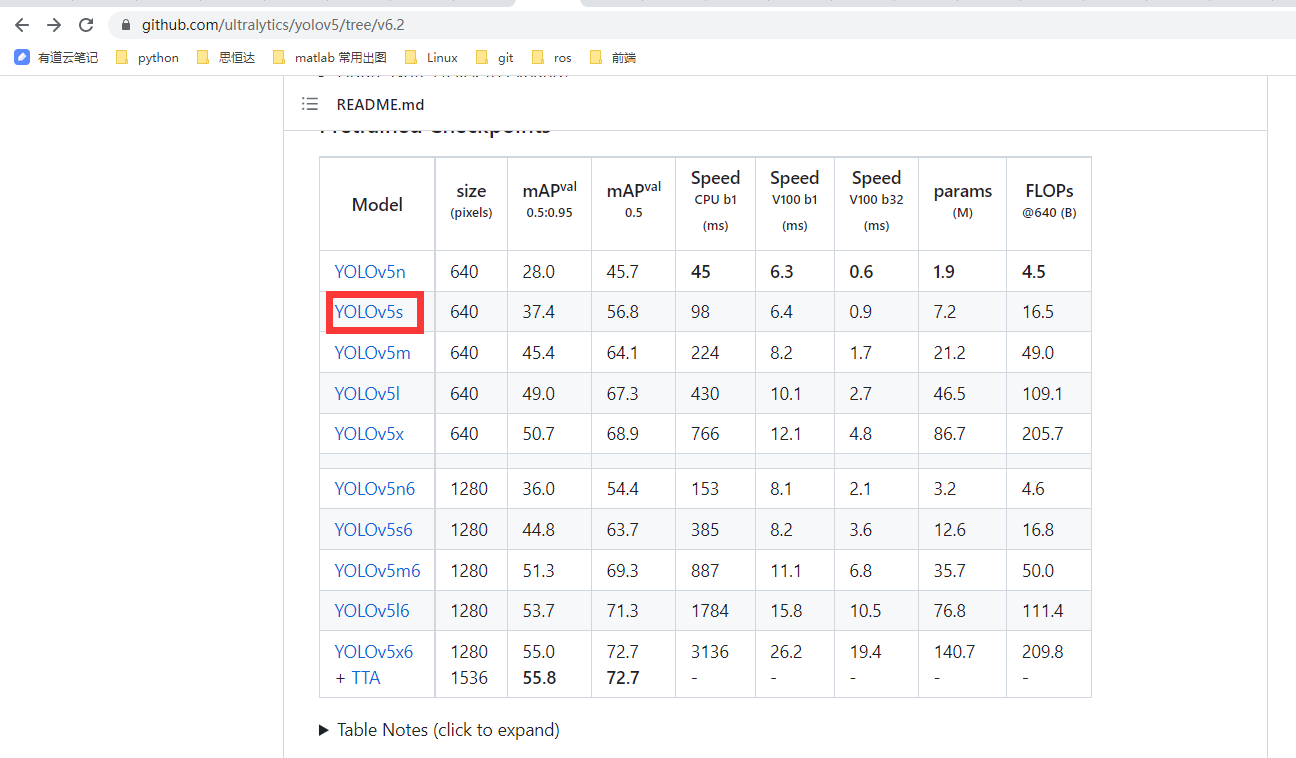 github.com/ultralytics/yolov5/tree/v6.2
有道云笔记 python 思恒达 matlab 常用出图 Linux git ros 前端
README.md
Pretrained Checkpoints
Model size (pixels) mAPval 0.5:0.95 mAPval 0.5 Speed CPU b1 (ms) Speed V100 b1 (ms) Speed V100 b32 (ms) params (M) FLOPs @640 (B)
YOLOv5n 640 28.0 45.7 45 6.3 0.6 1.9 4.5
YOLOv5s 640 37.4 56.8 98 6.4 0.9 7.2 16.5
YOLOv5m 640 45.4 64.1 224 8.2 1.7 21.2 49.0
YOLOv5l 640 49.0 67.3 430 10.1 2.7 46.5 109.1
YOLOv5x 640 50.7 68.9 766 12.1 4.8 86.7 205.7
YOLOv5n6 1280 36.0 54.4 153 8.1 2.1 3.2 4.6
YOLOv5s6 1280 44.8 63.7 385 8.2 3.6 12.6 16.8
YOLOv5m6 1280 51.3 69.3 887 11.1 6.8 35.7 50.0
YOLOv5l6 1280 53.7 71.3 1784 15.8 10.5 76.8 111.4
YOLOv5x6 1280 55.0 72.7 3136 26.2 19.4 140.7 209.8
+ TTA 1536 55.8 72.7 - - - - -
Table Notes (click to expand)